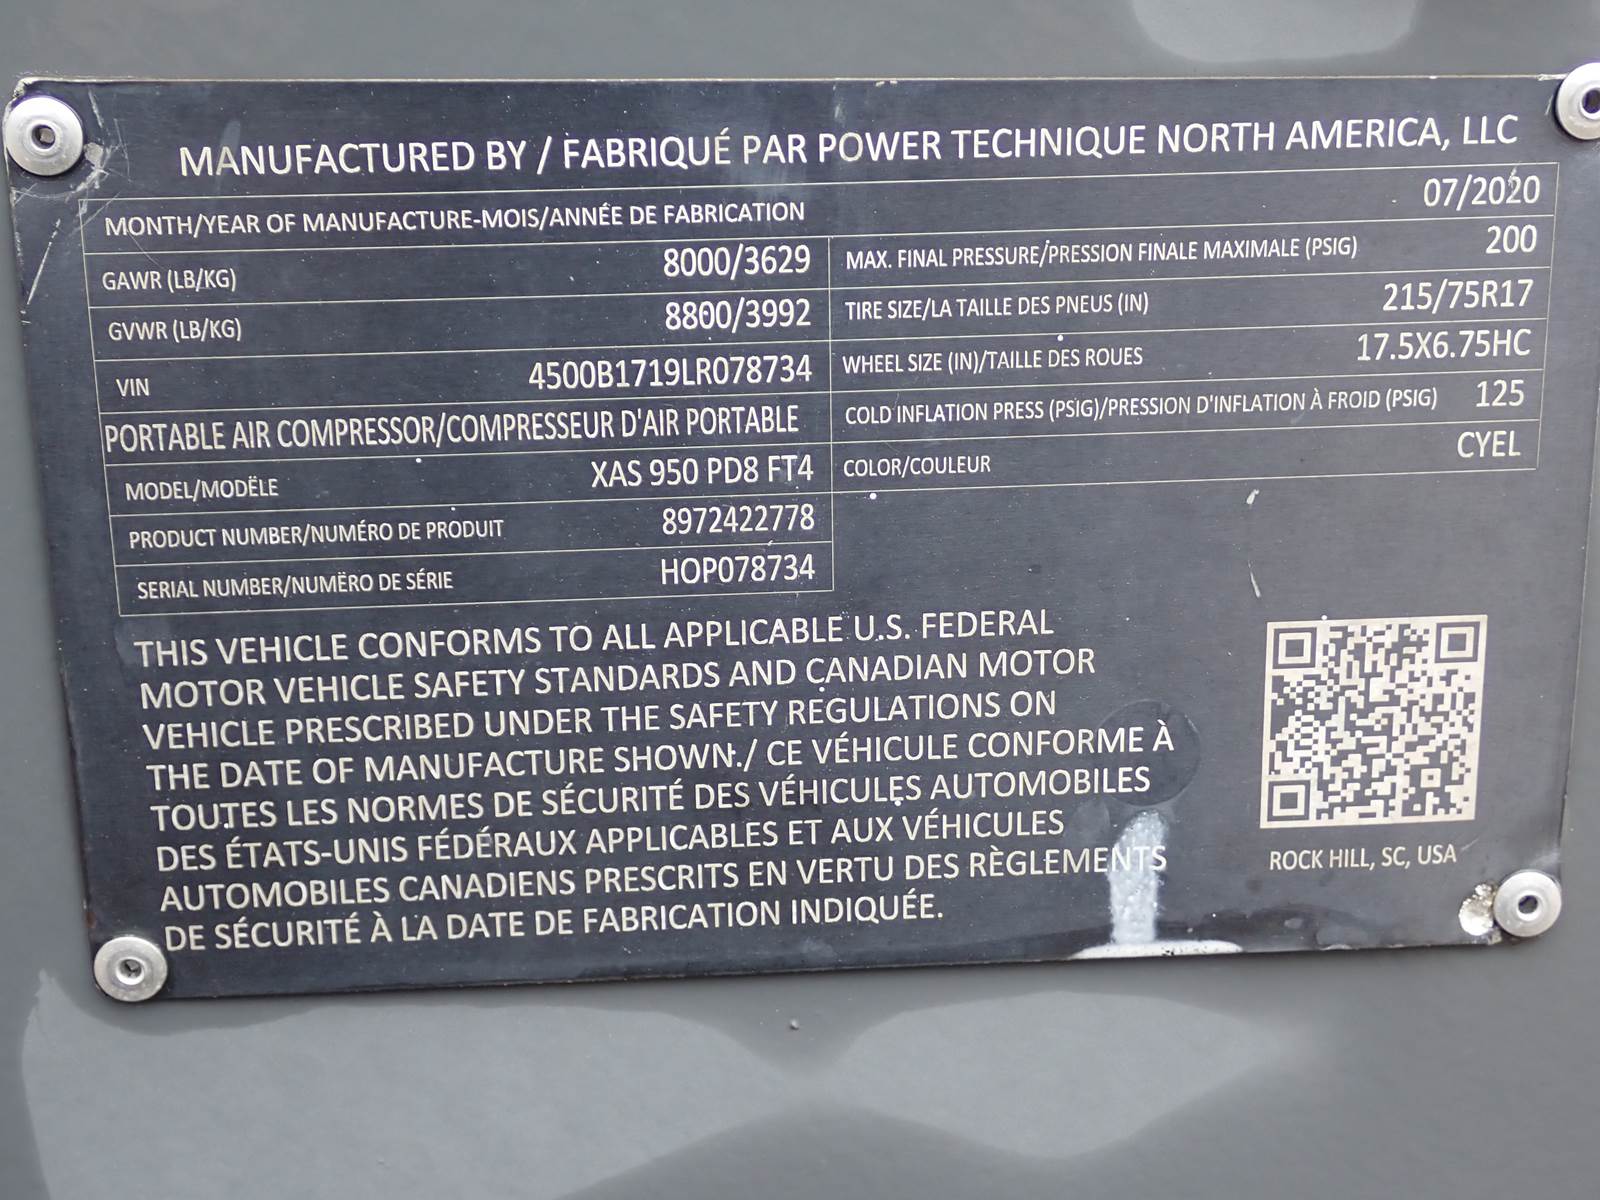 MANUFACTURED BY / FABRIQUÉ PAR POWER TECHNIQUE NORTH AMERICA, LLC
MONTH/YEAR OF MANUFACTURE-MOIS/ANNÉE DE FABRICATION 07/2020
GAWR (LB/KG) 8000/3629
GVWR (LB/KG) 8800/3992
VIN 4500B1719LR078734
PORTABLE AIR COMPRESSOR/COMPRESSEUR D'AIR PORTABLE
MODEL/MODËLE XAS 950 PD8 FT4
PRODUCT NUMBER/NUMÉRO DE PRODUIT 8972422778
SERIAL NUMBER/NUMËRO DE SÉRIE HOP078734
MAX. FINAL PRESSURE/PRESSION FINALE MAXIMALE (PSIG) 200
TIRE SIZE/LA TAILLE DES PNEUS (IN) 215/75R17
WHEEL SIZE (IN)/TAILLE DES ROUES 17.5X6.75HC
COLD INFLATION PRESS (PSIG)/PRESSION D'INFLATION À FROID (PSIG) 125
COLOR/COULEUR CYEL
THIS VEHICLE CONFORMS TO ALL APPLICABLE U.S. FEDERAL
MOTOR VEHICLE SAFETY STANDARDS AND CANADIAN MOTOR
VEHICLE PRESCRIBED UNDER THE SAFETY REGULATIONS ON
THE DATE OF MANUFACTURE SHOWN./ CE VÉHICULE CONFORME À
TOUTES LES NORMES DE SÉCURITÉ DES VÉHICULES AUTOMOBILES
DES ÉTATS-UNIS FÉDÉRAUX APPLICABLES ET AUX VÉHICULES
AUTOMOBILES CANADIENS PRESCRITS EN VERTU DES RÈGLEMENTS
DE SÉCURITÉ À LA DATE DE FABRICATION INDIQUÉE.
ROCK HILL, SC, USA